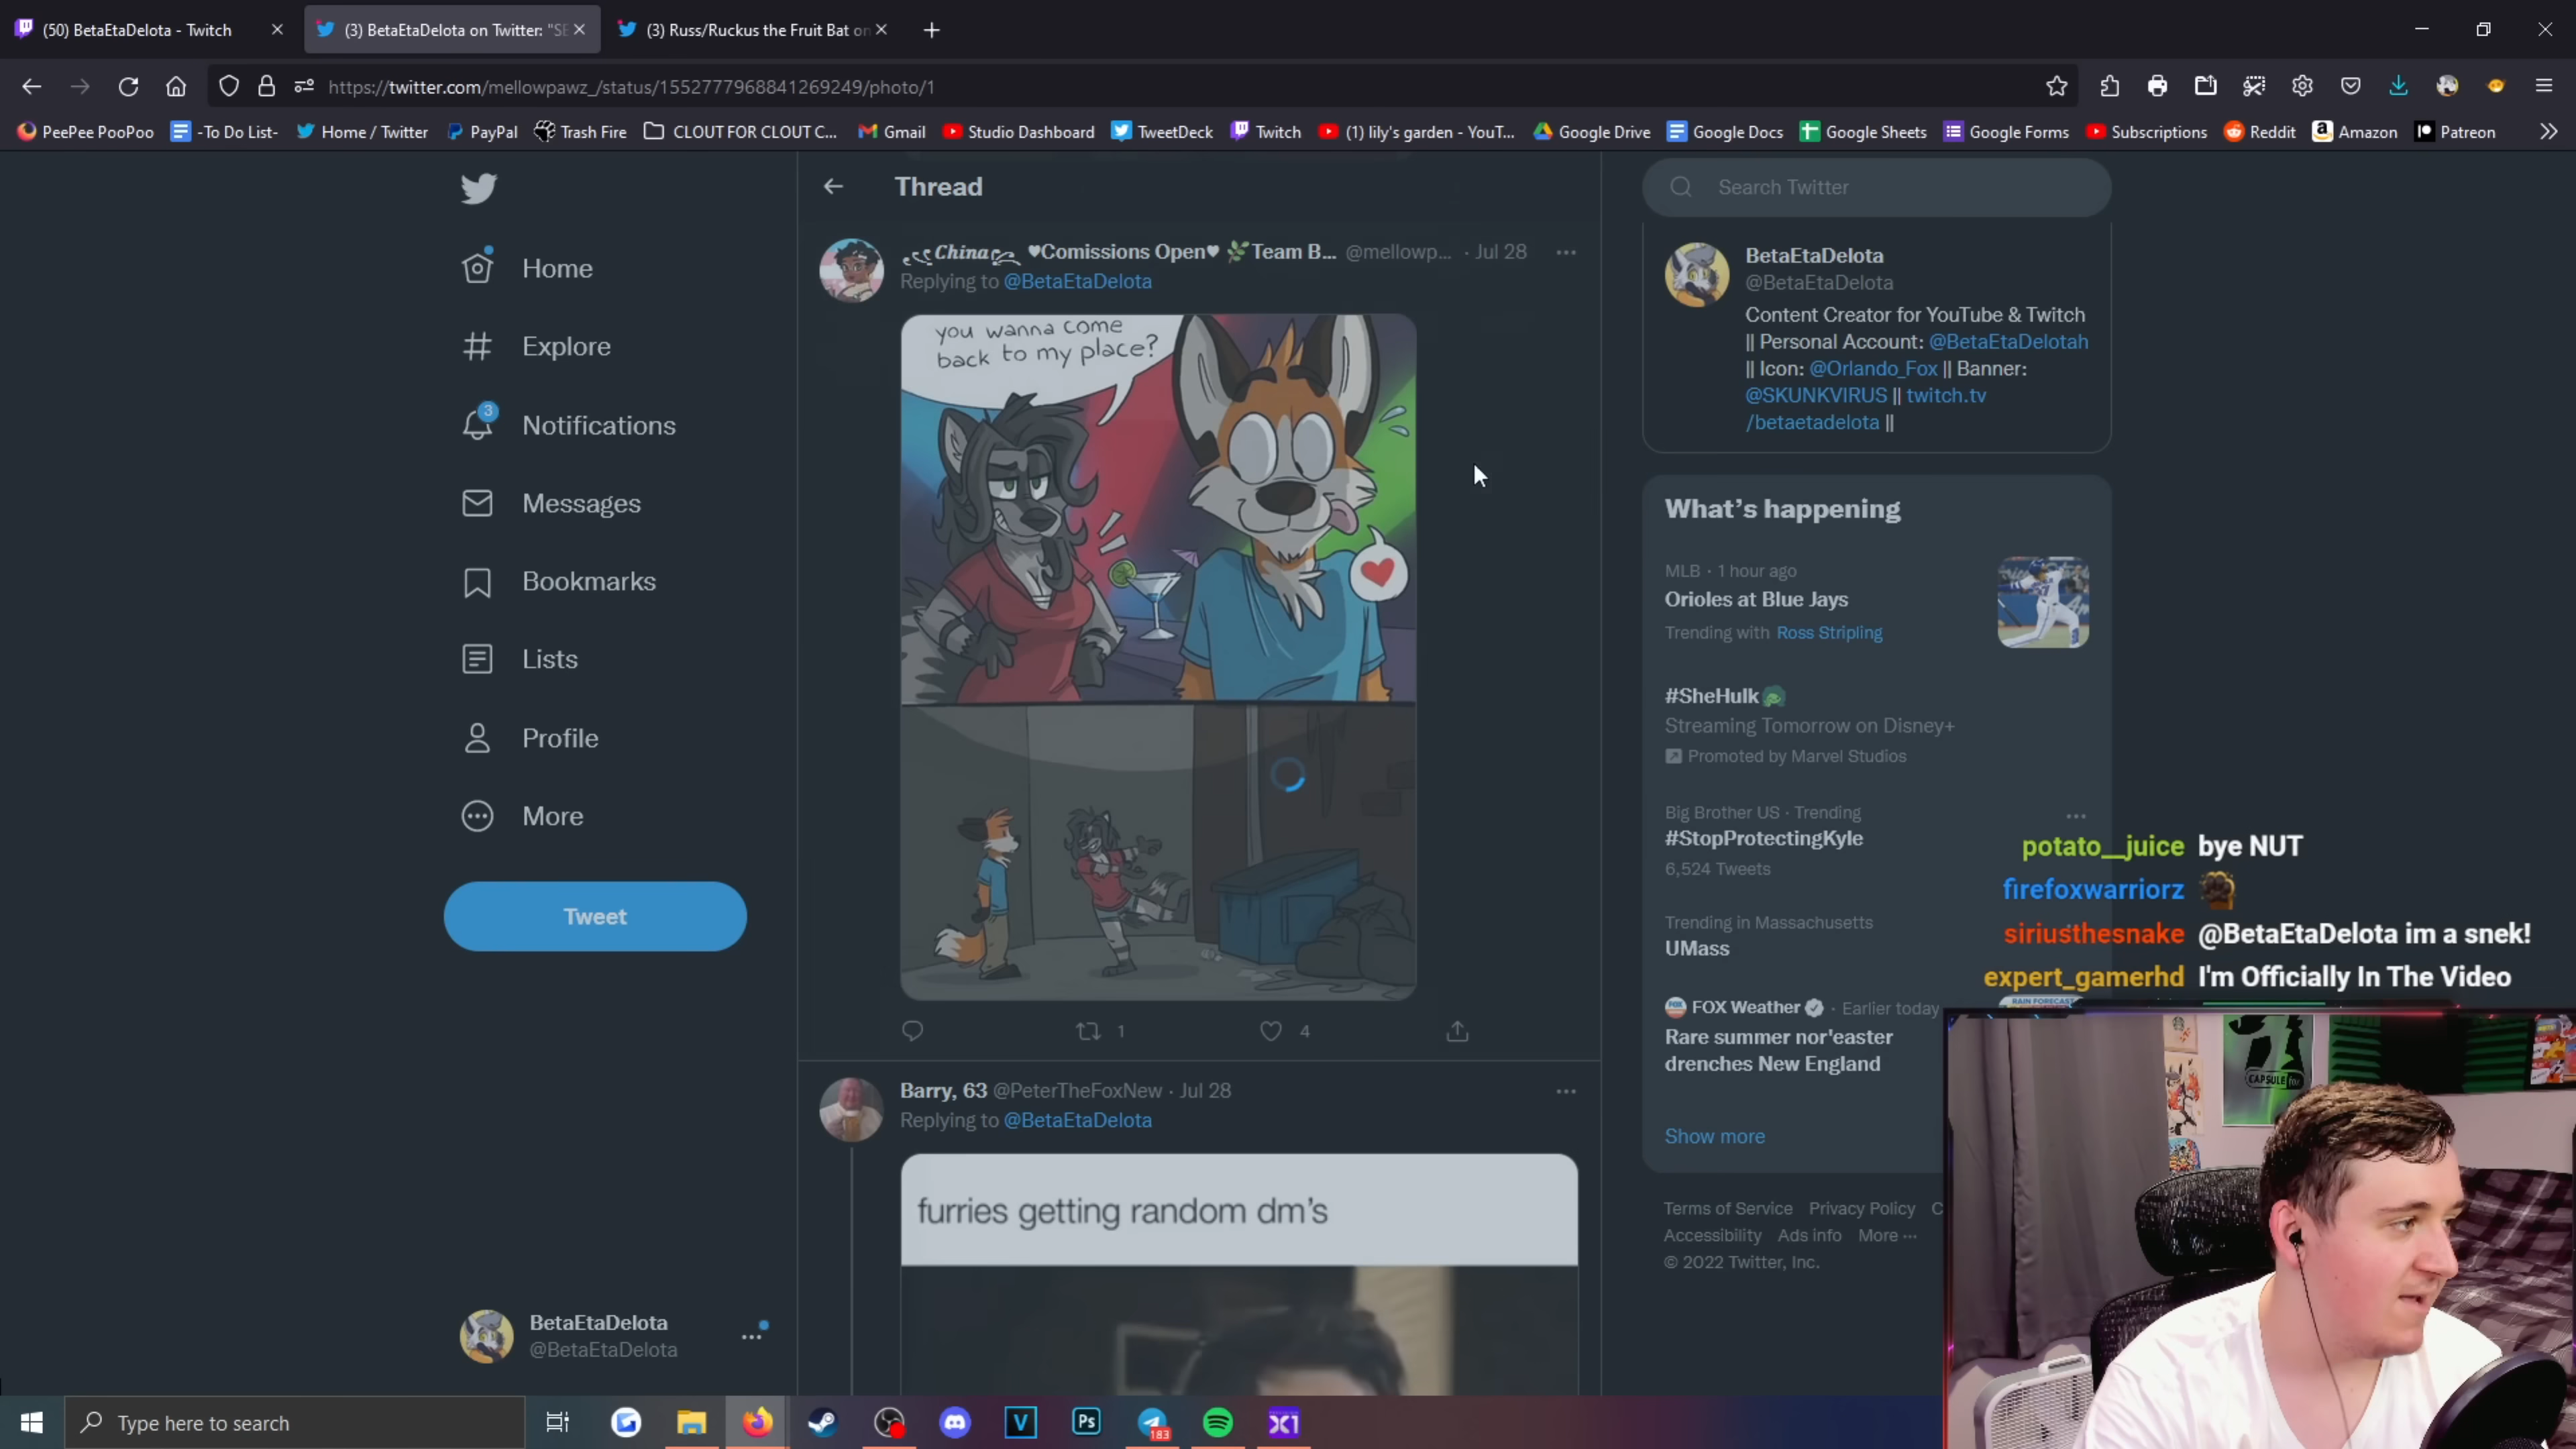 (50) BetaEtaDelota - Twitch
(3) BetaEtaDelota on Twitter: "SE
(3) Russ/Ruckus the Fruit Bat on
https://twitter.com/mellowpawz_/status/1552777968841269249/photo/1
PeePee PooPoo
-To Do List-
Home / Twitter
PayPal
Trash Fire
CLOUT FOR CLOUT C...
Gmail
Studio Dashboard
TweetDeck
Twitch
(1) lily's garden - YouT...
Google Drive
Google Docs
Google Sheets
Google Forms
Subscriptions
Reddit
Amazon
Patreon
Home
Explore
3
Notifications
Messages
Bookmarks
Lists
Profile
More
Tweet
BetaEtaDelota
@BetaEtaDelota
Thread
China ♥Comissions Open♥ 🌿Team B... @mellowp... · Jul 28
Replying to @BetaEtaDelota
you wanna come
back to my place?
1
4
Barry, 63 @PeterTheFoxNew · Jul 28
Replying to @BetaEtaDelota
furries getting random dm's
Search Twitter
BetaEtaDelota
@BetaEtaDelota
Content Creator for YouTube & Twitch
|| Personal Account: @BetaEtaDelotah
|| Icon: @Orlando_Fox || Banner:
@SKUNKVIRUS || twitch.tv
/betaetadelota ||
What's happening
MLB · 1 hour ago
Orioles at Blue Jays
Trending with Ross Stripling
#SheHulk
Streaming Tomorrow on Disney+
Promoted by Marvel Studios
Big Brother US · Trending
#StopProtectingKyle
6,524 Tweets
Trending in Massachusetts
UMass
FOX Weather · Earlier today
Rare summer nor'easter
drenches New England
RAIN FORECAST
Show more
Terms of Service Privacy Policy C
Accessibility Ads info More ···
© 2022 Twitter, Inc.
potato__juice bye NUT
firefoxwarriorz
siriusthesnake @BetaEtaDelota im a snek!
expert_gamerhd I'm Officially In The Video
CAPSULE
Type here to search
V
Ps
183
X1